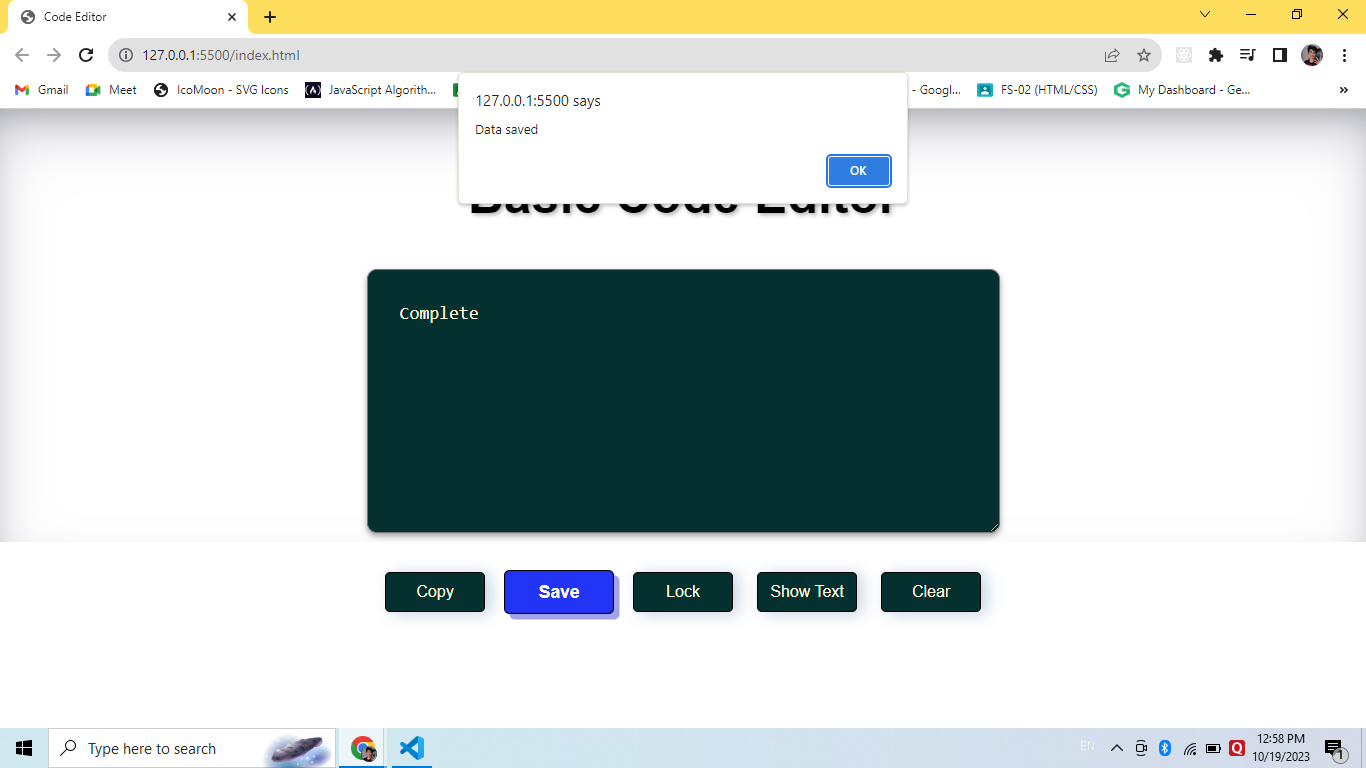 Code Editor
127.0.0.1:5500/index.html
Gmail
Meet
IcoMoon - SVG Icons
JavaScript Algorith...
- Googl...
FS-02 (HTML/CSS)
My Dashboard - Ge...
127.0.0.1:5500 says
Data saved
OK
Basic Code Editor
Complete
Copy
Save
Lock
Show Text
Clear
Type here to search
EN
12:58 PM
10/19/2023
1